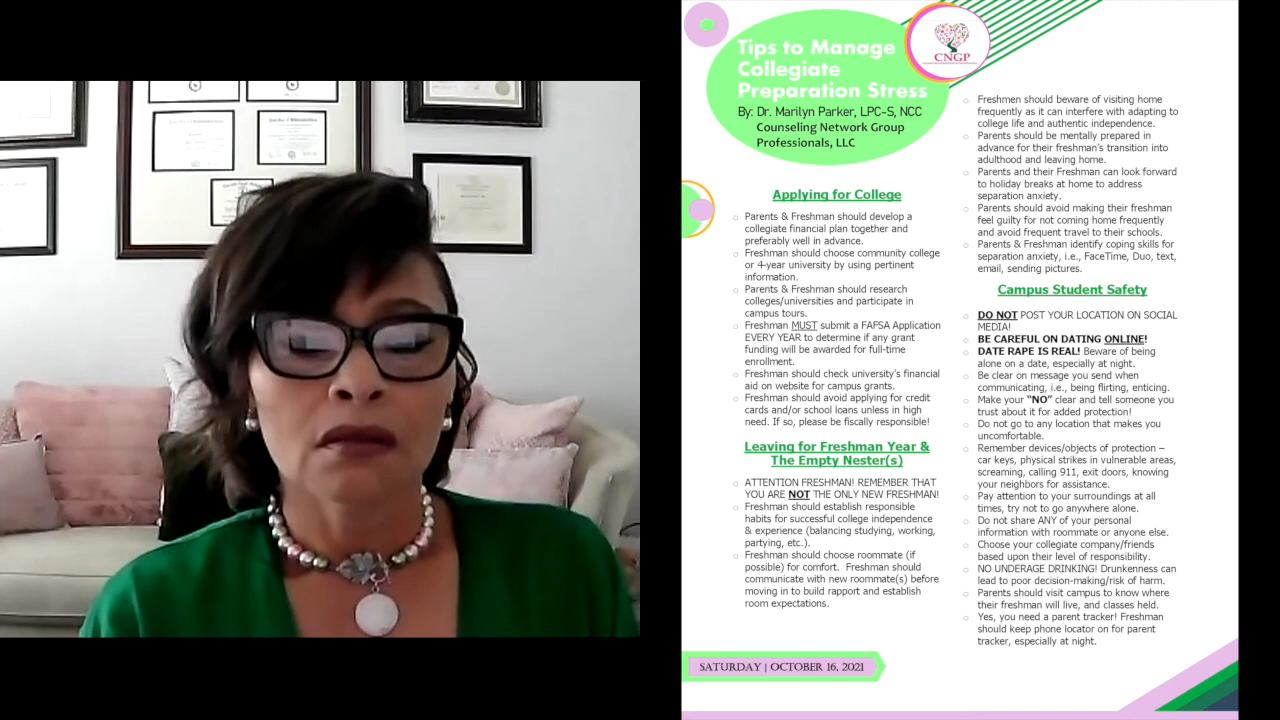 Tips to Manage
Collegiate
Preparation Stress
By: Dr. Marilyn Parker, LPC-S, NCC
Counseling Network Group
Professionals, LLC
CNGP
Applying for College
○ Parents & Freshman should develop a
collegiate financial plan together and
preferably well in advance.
○ Freshman should choose community college
or 4-year university by using pertinent
information.
○ Parents & Freshman should research
colleges/universities and participate in
campus tours.
○ Freshman MUST submit a FAFSA Application
EVERY YEAR to determine if any grant
funding will be awarded for full-time
enrollment.
○ Freshman should check university's financial
aid on website for campus grants.
○ Freshman should avoid applying for credit
cards and/or school loans unless in high
need. If so, please be fiscally responsible!
Leaving for Freshman Year &
The Empty Nester(s)
○ ATTENTION FRESHMAN! REMEMBER THAT
YOU ARE NOT THE ONLY NEW FRESHMAN!
○ Freshman should establish responsible
habits for successful college independence
& experience (balancing studying, working,
partying, etc.).
○ Freshman should choose roommate (if
possible) for comfort. Freshman should
communicate with new roommate(s) before
moving in to build rapport and establish
room expectations.
○ Freshmen should beware of visiting home
frequently as it can interfere with adapting to
college life and authentic independence.
○ Parents should be mentally prepared in
advance for their freshman's transition into
adulthood and leaving home.
○ Parents and their Freshman can look forward
to holiday breaks at home to address
separation anxiety.
○ Parents should avoid making their freshman
feel guilty for not coming home frequently
and avoid frequent travel to their schools.
○ Parents & Freshman identify coping skills for
separation anxiety, i.e., FaceTime, Duo, text,
email, sending pictures.
Campus Student Safety
○ DO NOT POST YOUR LOCATION ON SOCIAL
MEDIA!
○ BE CAREFUL ON DATING ONLINE!
○ DATE RAPE IS REAL! Beware of being
alone on a date, especially at night.
○ Be clear on message you send when
communicating, i.e., being flirting, enticing.
○ Make your "NO" clear and tell someone you
trust about it for added protection!
○ Do not go to any location that makes you
uncomfortable.
○ Remember devices/objects of protection –
car keys, physical strikes in vulnerable areas,
screaming, calling 911, exit doors, knowing
your neighbors for assistance.
○ Pay attention to your surroundings at all
times, try not to go anywhere alone.
○ Do not share ANY of your personal
information with roommate or anyone else.
○ Choose your collegiate company/friends
based upon their level of responsibility.
○ NO UNDERAGE DRINKING! Drunkenness can
lead to poor decision-making/risk of harm.
○ Parents should visit campus to know where
their freshman will live, and classes held.
○ Yes, you need a parent tracker! Freshman
should keep phone locator on for parent
tracker, especially at night.
SATURDAY | OCTOBER 16, 2021